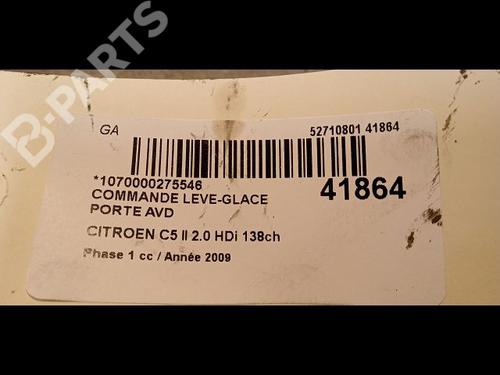 B-PARTS
GA
52710801 41864
*1070000275546
41864
COMMANDE LEVE-GLACE
PORTE AVD
CITROEN C5 II 2.0 HDi 138ch
Phase 1 cc / Année 2009